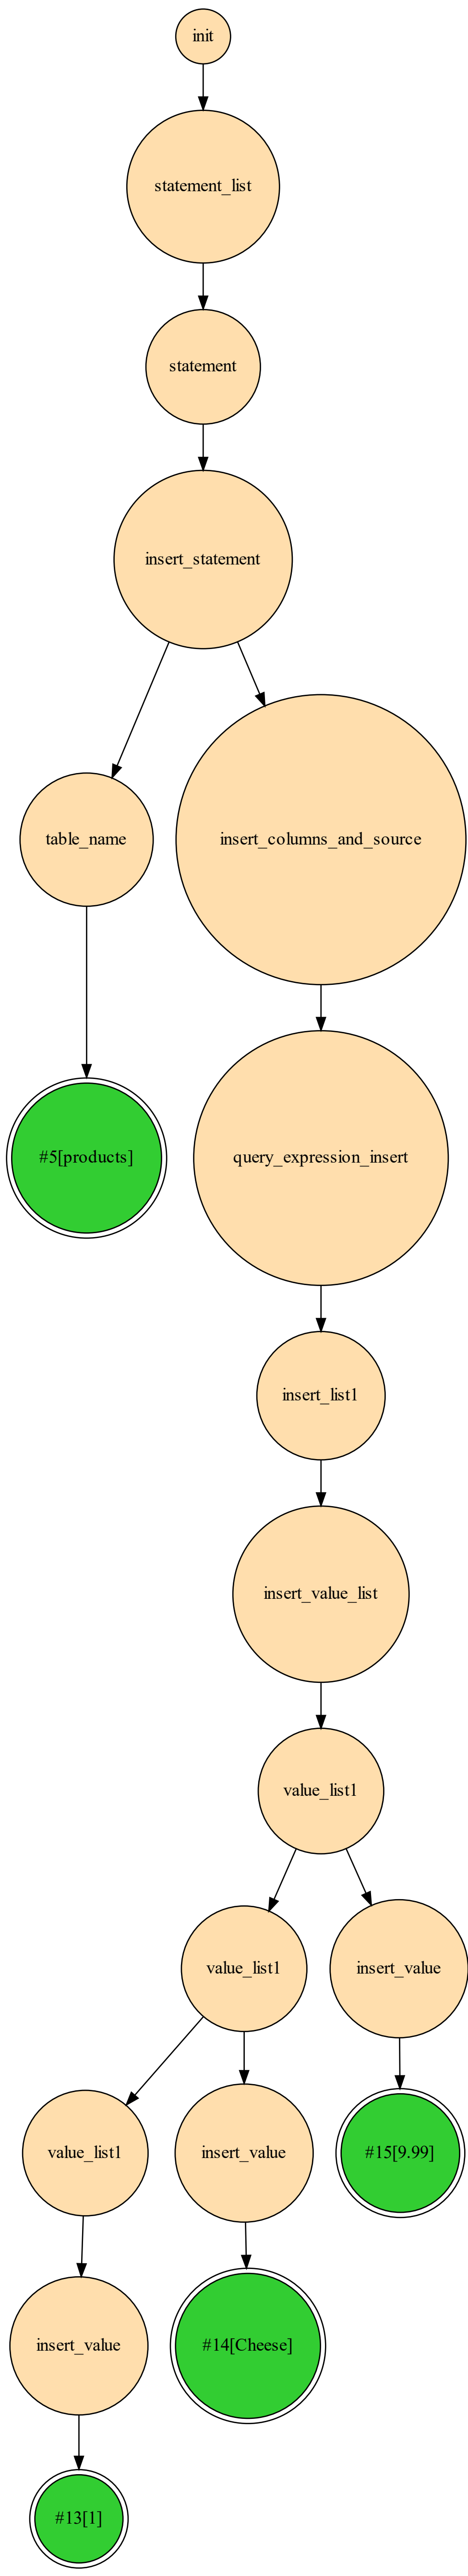 init
statement_list
statement
insert_statement
table_name
insert_columns_and_source
#5[products]
query_expression_insert
insert_list1
insert_value_list
value_list1
value_list1
insert_value
value_list1
insert_value
#15[9.99]
insert_value
#14[Cheese]
#13[1]